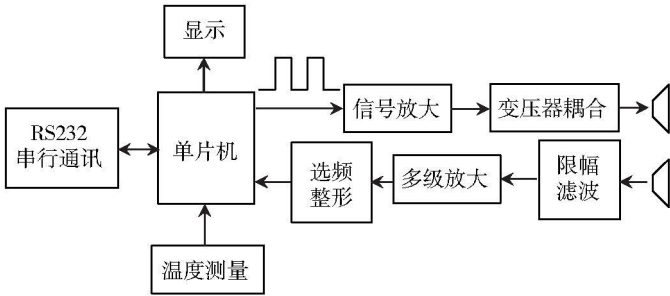 显示
信号放大
变压器耦合
RS232
串行通讯
单片机
选频
整形
多级放大
限幅
滤波
温度测量